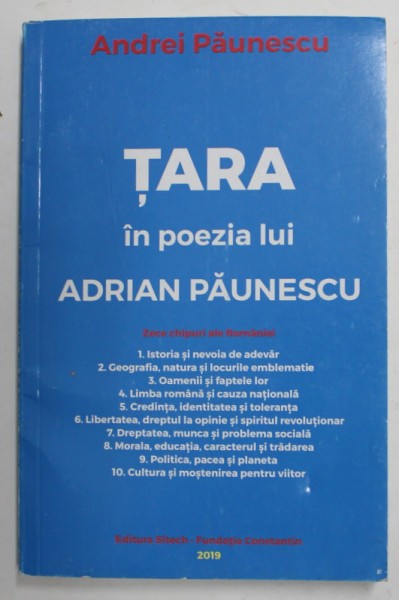 Andrei Păunescu
ȚARA
în poezia lui
ADRIAN PĂUNESCU
Zece chipuri ale României
1. Istoria și nevoia de adevăr
2. Geografia, natura și locurile emblematie
3. Oamenii și faptele lor
4. Limba română și cauza națională
5. Credința, identitatea și toleranța
6. Libertatea, dreptul la opinie și spiritul revoluționar
7. Dreptatea, munca și problema socială
8. Morala, educația, caracterul și trădarea
9. Politica, pacea și planeta
10. Cultura și moștenirea pentru viitor
Editura Sitech - Fundația Constantin
2019